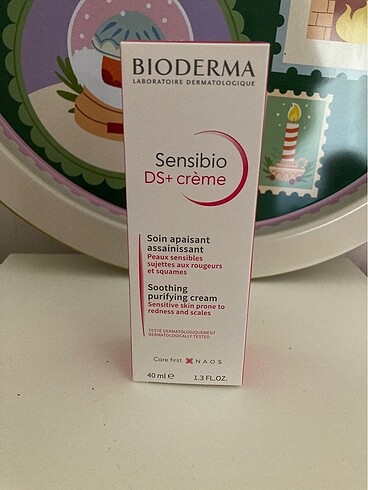 BIODERMA
LABORATOIRE DERMATOLOGIQUE
Sensibio
DS+ crème
Soin apaisant
assainissant
Peaux sensibles
sujettes aux rougeurs
et squames
Soothing
purifying cream
Sensitive skin prone to
redness and scales
TESTÉ DERMATOLOGIQUEMENT
DERMATOLOGICALLY TESTED
Care first NAOS
40 ml ℮ 1.3 FL.OZ.